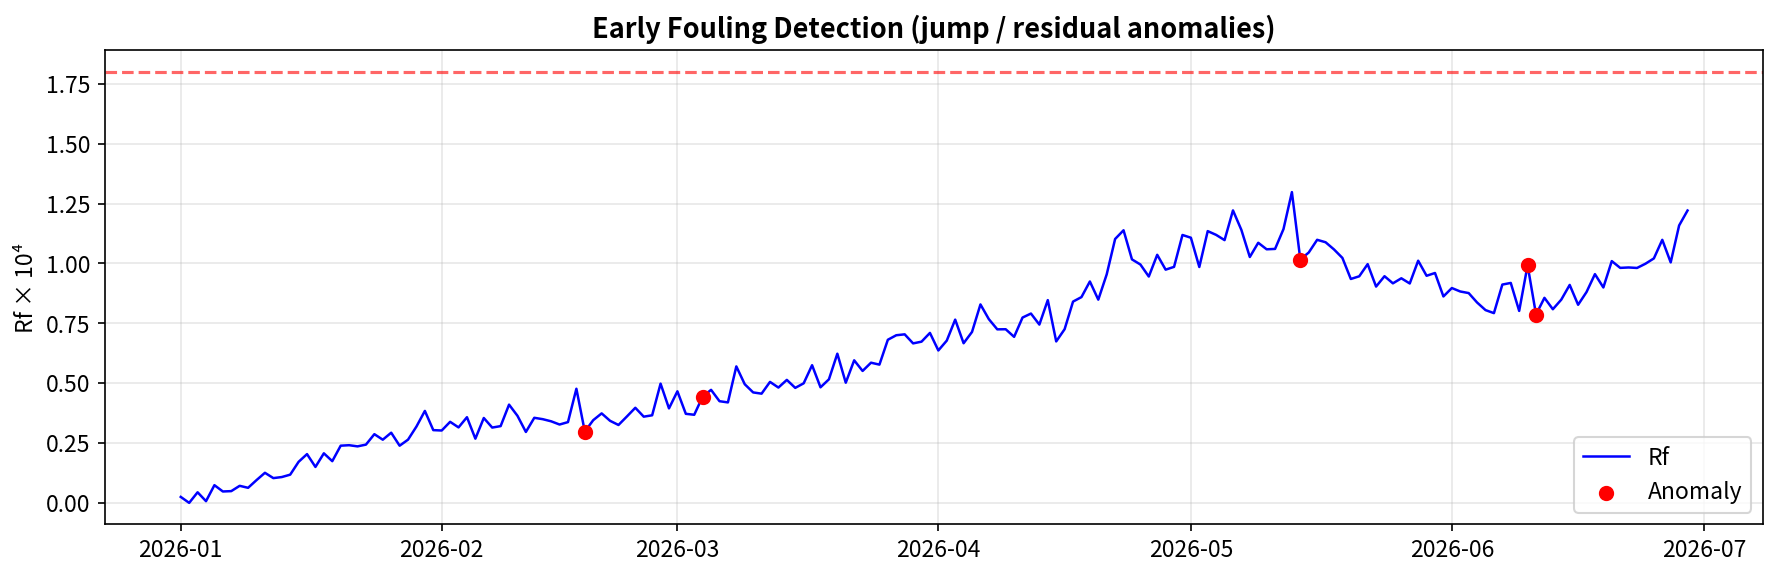 Early Fouling Detection (jump / residual anomalies)
Rf × 10⁴
1.75
1.50
1.25
1.00
0.75
0.50
0.25
0.00
Rf
Anomaly
2026-01 2026-02 2026-03 2026-04 2026-05 2026-06 2026-07